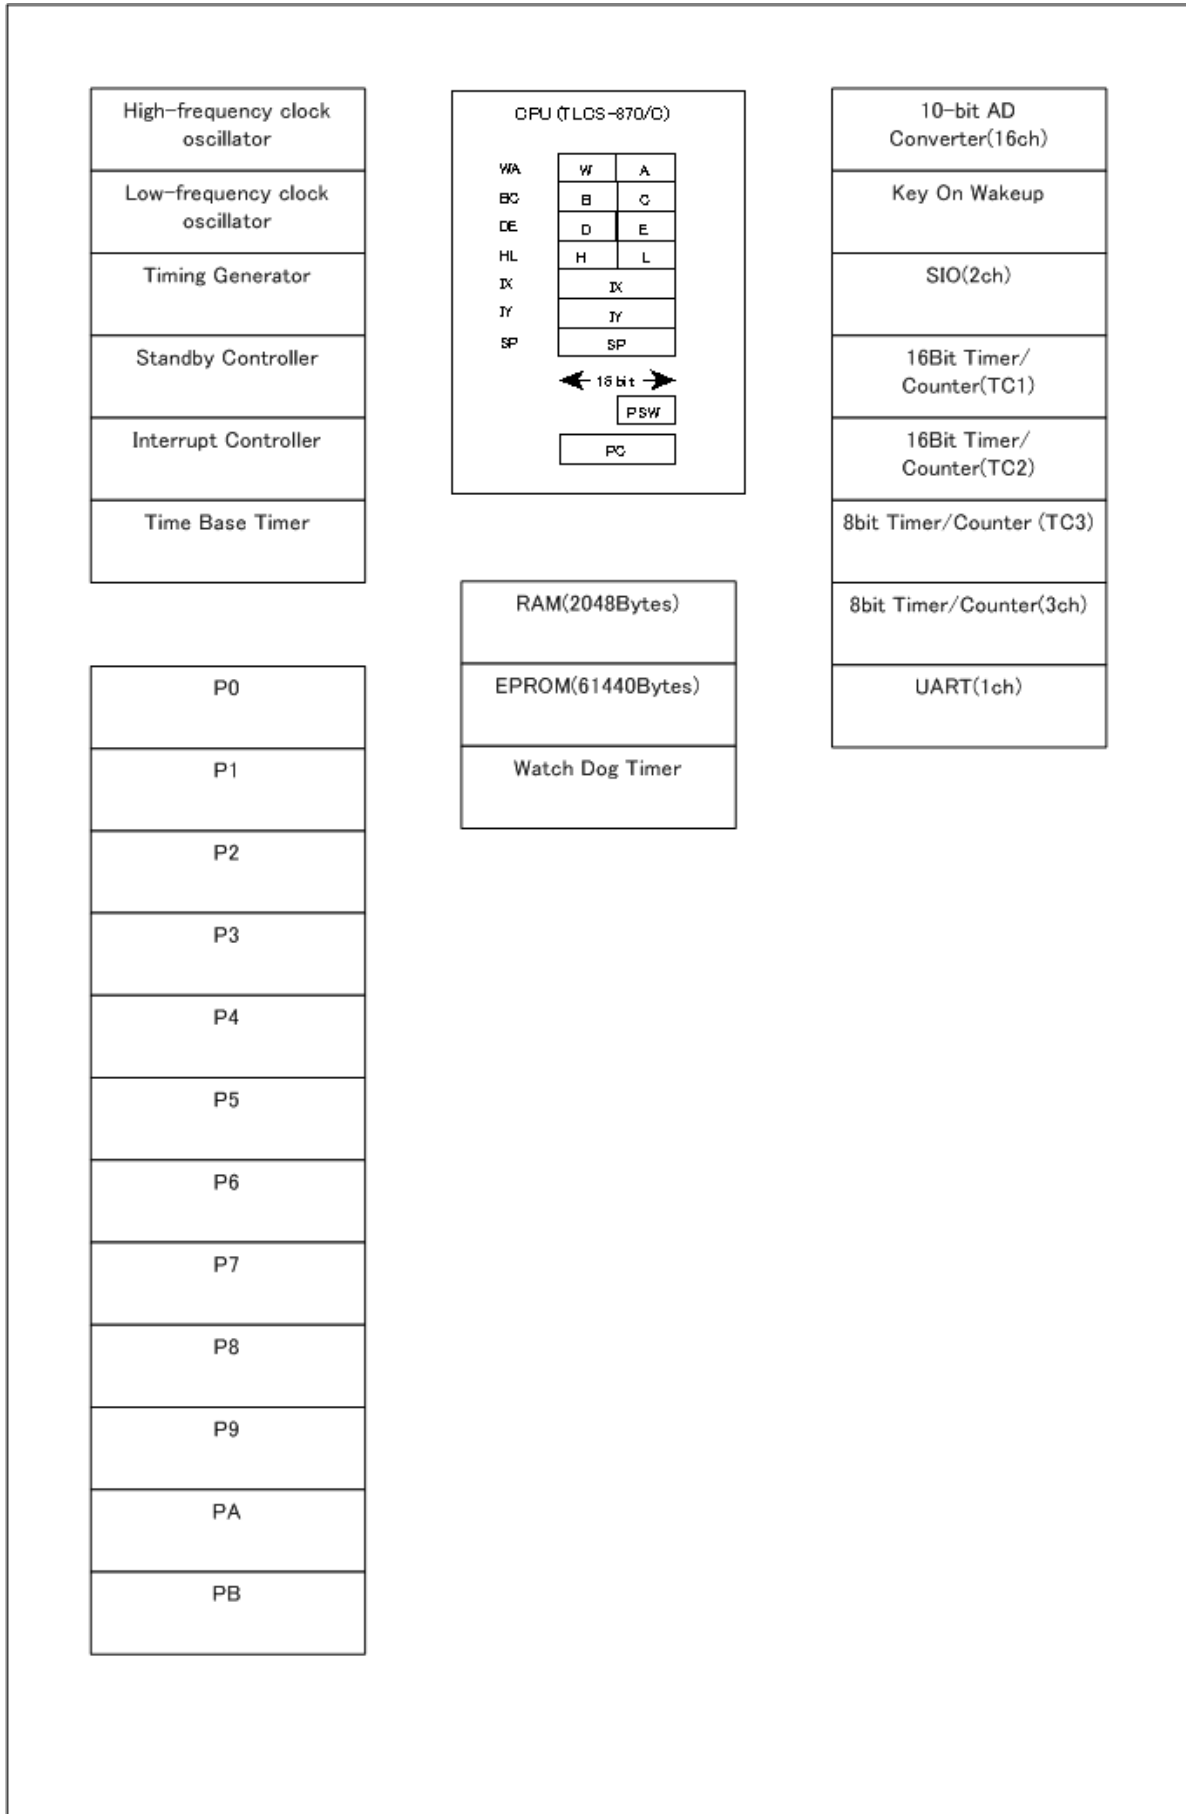 High-frequency clock
oscillator
Low-frequency clock
oscillator
Timing Generator
Standby Controller
Interrupt Controller
Time Base Timer
P0
P1
P2
P3
P4
P5
P6
P7
P8
P9
PA
PB
CPU (TLCS-870/C)
WA W A
BC B C
DE D E
HL H L
IX IX
IY IY
SP SP
16 bit
PSW
PC
RAM(2048Bytes)
EPROM(61440Bytes)
Watch Dog Timer
10-bit AD
Converter(16ch)
Key On Wakeup
SIO(2ch)
16Bit Timer/
Counter(TC1)
16Bit Timer/
Counter(TC2)
8bit Timer/Counter (TC3)
8bit Timer/Counter(3ch)
UART(1ch)